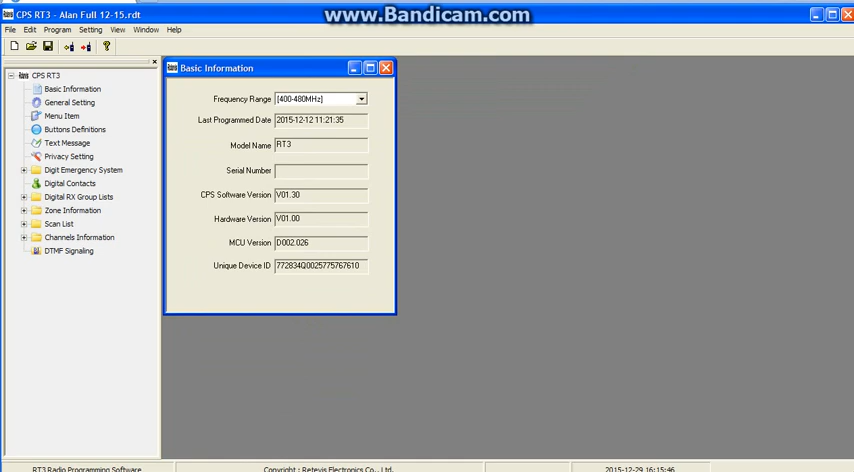 www.Bandicam.com
CPS RT3 - Alan Full 12-15.rdt
File Edit Program Setting View Window Help
CPS RT3
Basic Information
General Setting
Menu Item
Buttons Definitions
Text Message
Privacy Setting
Digit Emergency System
Digital Contacts
Digital RX Group Lists
Zone Information
Scan List
Channels Information
DTMF Signaling
Basic Information
Frequency Range [400-480MHz]
Last Programmed Date 2015-12-12 11:21:35
Model Name RT3
Serial Number
CPS Software Version V01.30
Hardware Version V01.00
MCU Version D002.026
Unique Device ID 772834Q0025775767610
RT3 Radio Programming Software Copyright : Retevis Electronics Co., Ltd. 2015-12-29 16:15:46